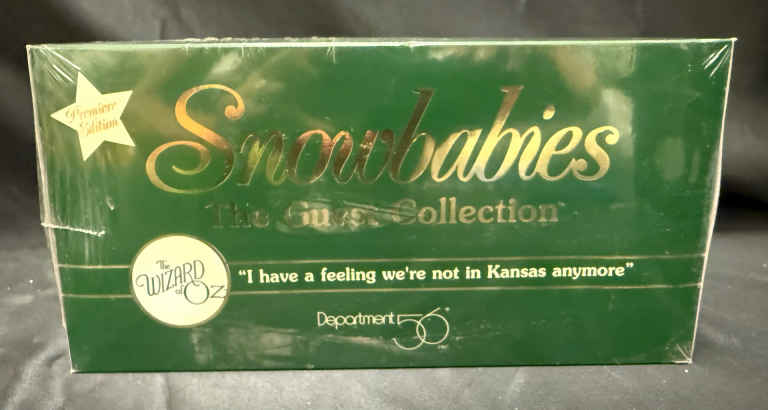 Premiere
Edition
Snowbabies
The Guest Collection
The
WIZARD
of OZ
"I have a feeling we're not in Kansas anymore"
Department 56